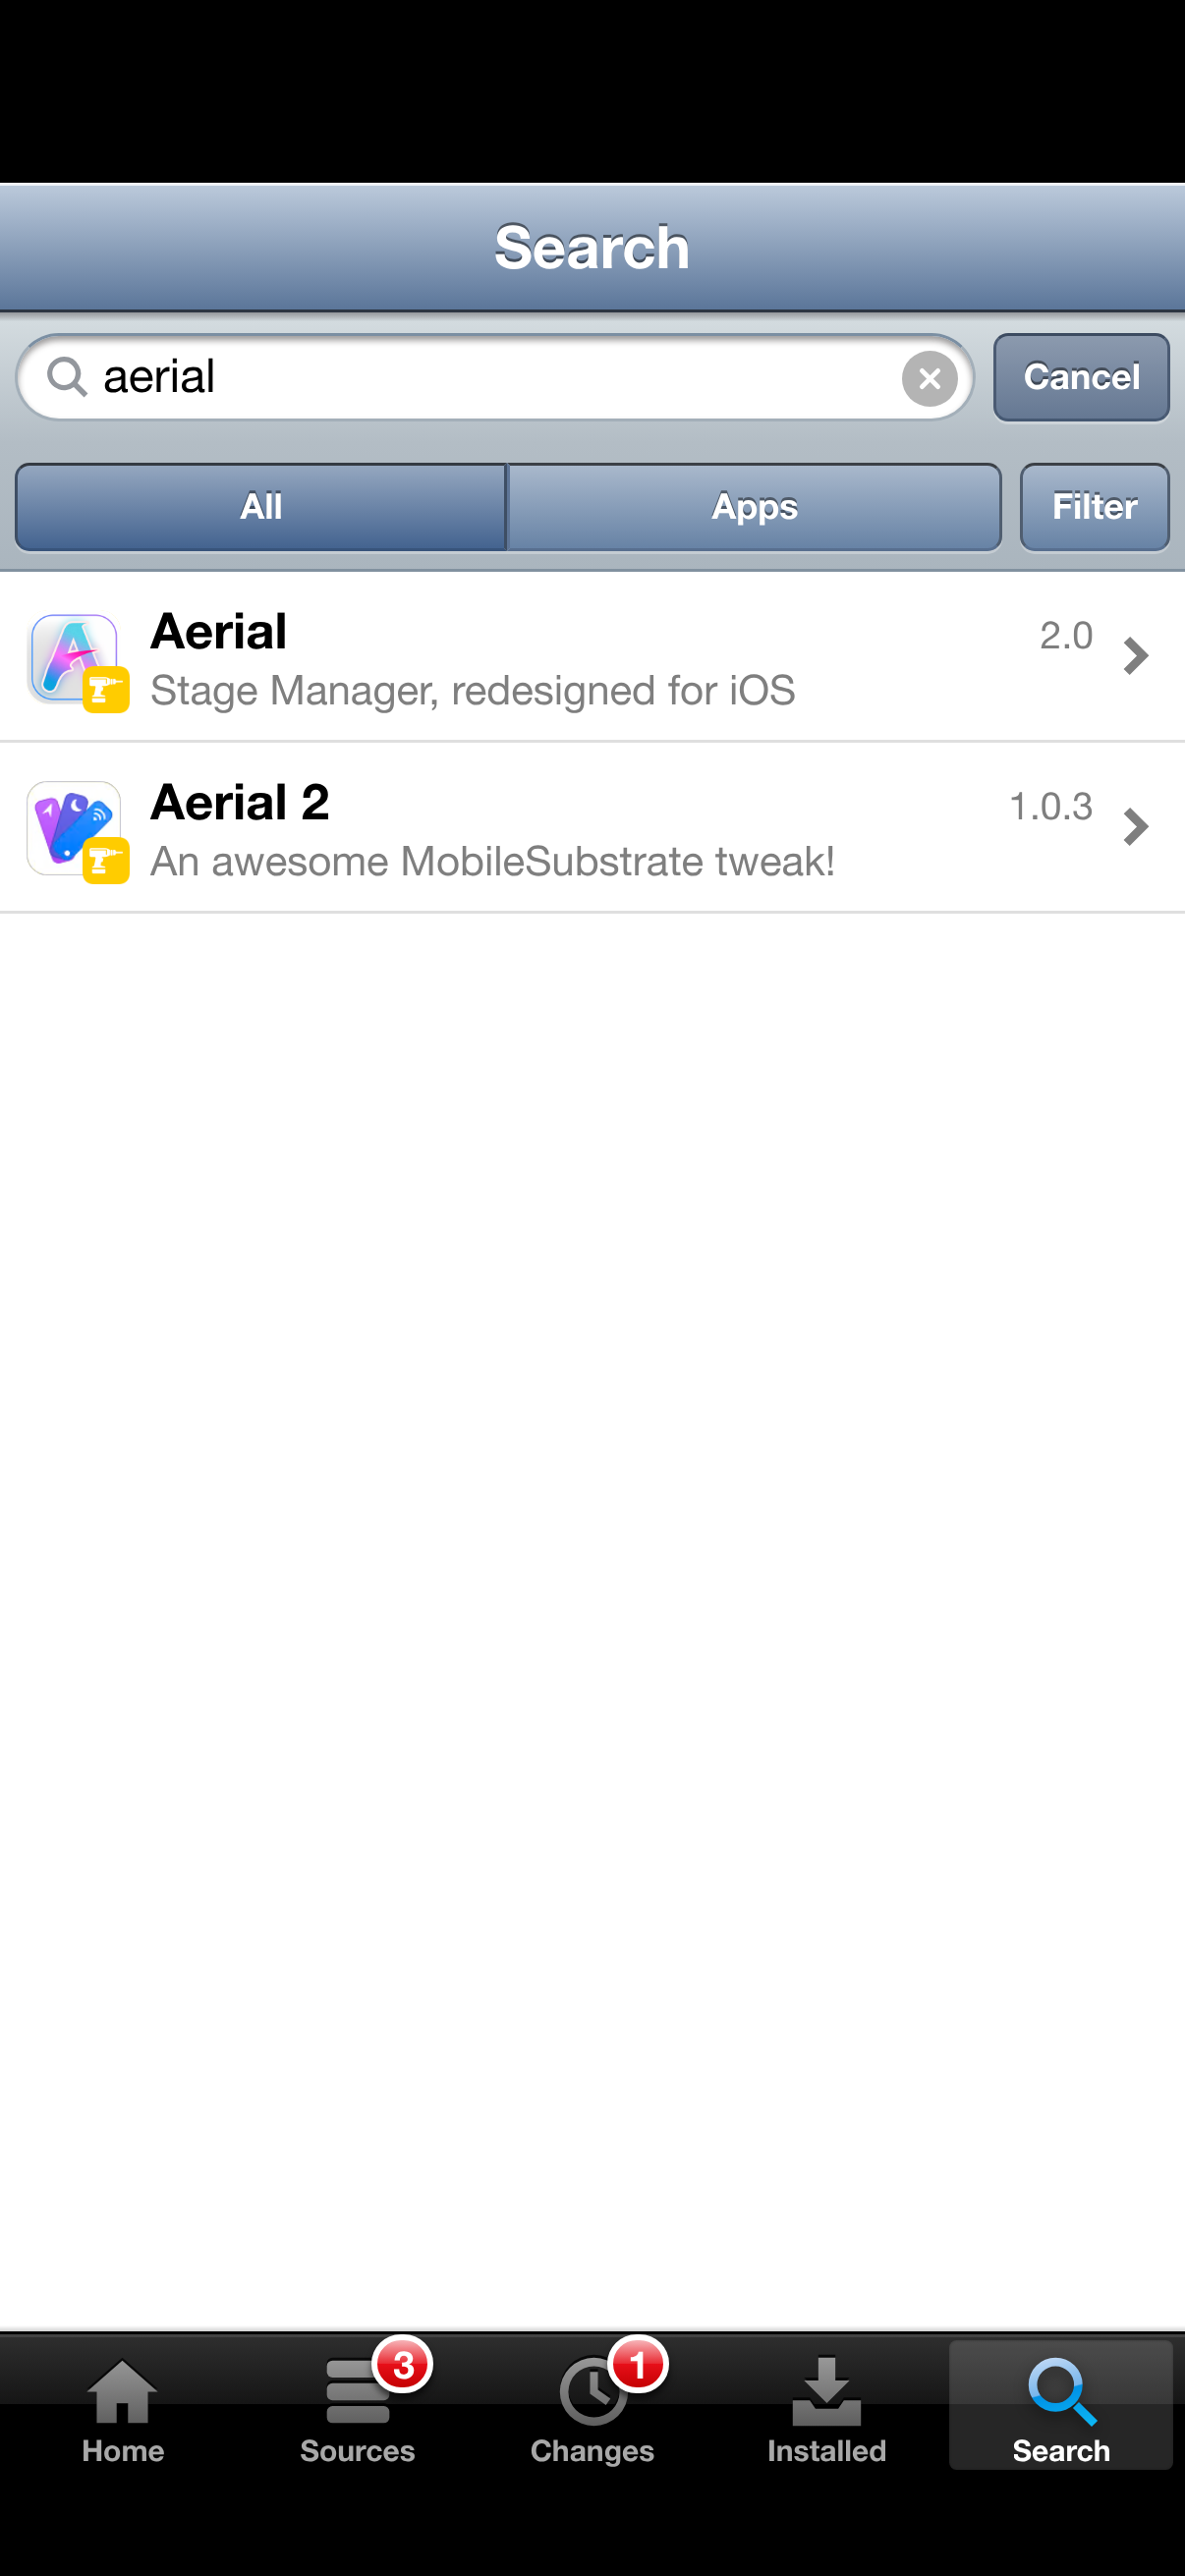 Search
aerial
Cancel
All
Apps
Filter
Aerial
2.0
Stage Manager, redesigned for iOS
Aerial 2
1.0.3
An awesome MobileSubstrate tweak!
3
1
Home
Sources
Changes
Installed
Search